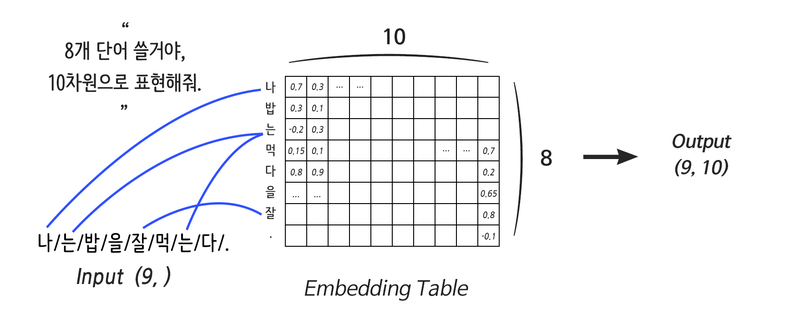 “
8개 단어 쓸거야,
10차원으로 표현해줘.
”
10
나 0.7 0.3 ... ...
밥 0.3 0.1
는 -0.2 0.3
먹 0.15 0.1 ... ... 0.7
다 0.8 0.9 0.2
을 ... ... 0.65
잘 0.8
. -0.1
8
Output
(9, 10)
나/는/밥/을/잘/먹/는/다/.
Input (9, )
Embedding Table